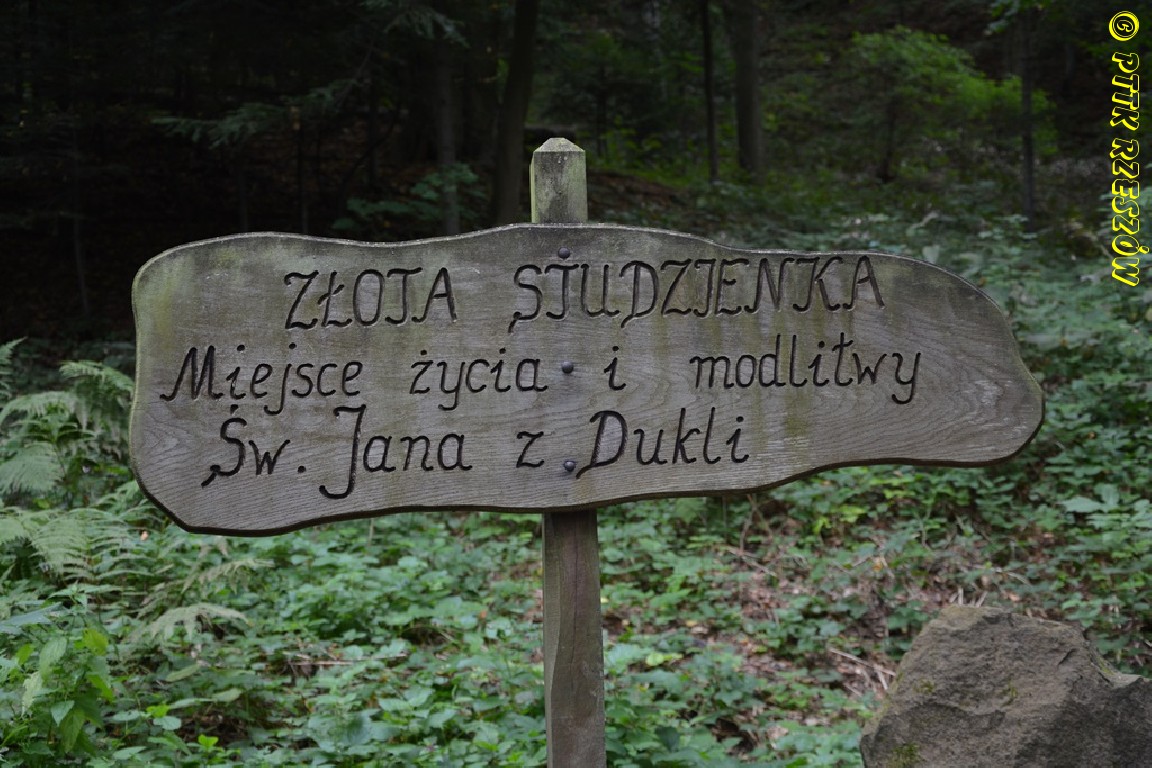 ZŁOTA STUDZIENKA
Miejsce życia i modlitwy
Św. Jana z Dukli
© PTTK RZESZÓW